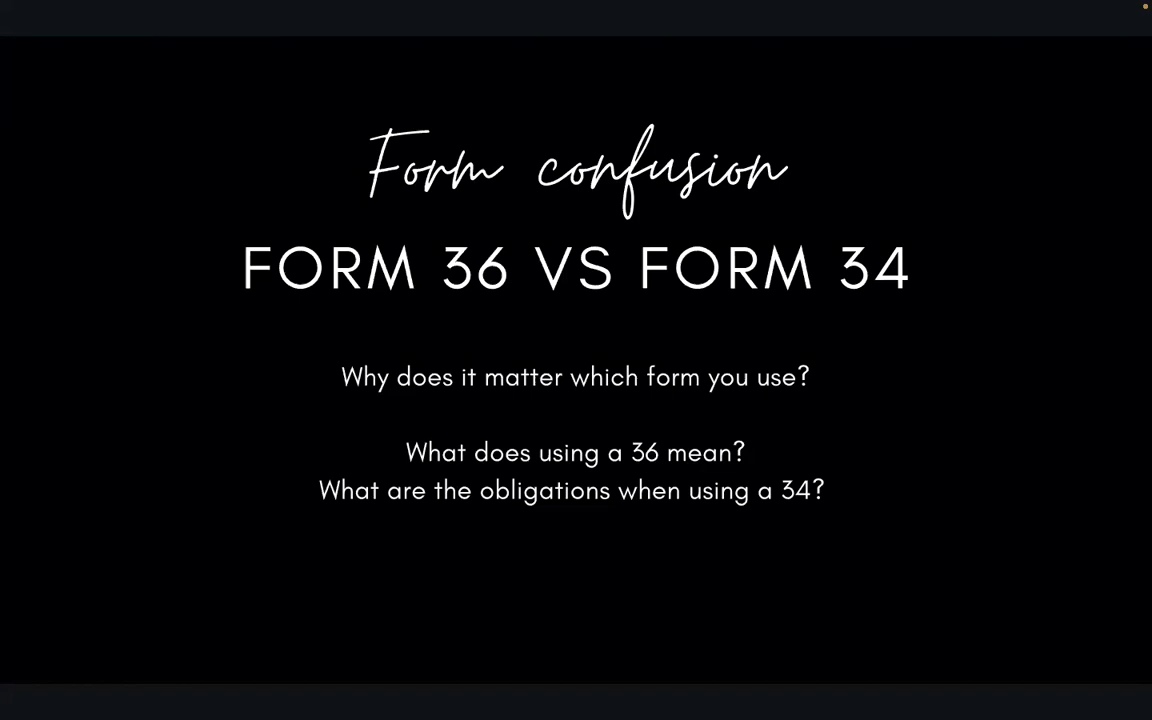 Form confusion
FORM 36 VS FORM 34
Why does it matter which form you use?
What does using a 36 mean?
What are the obligations when using a 34?